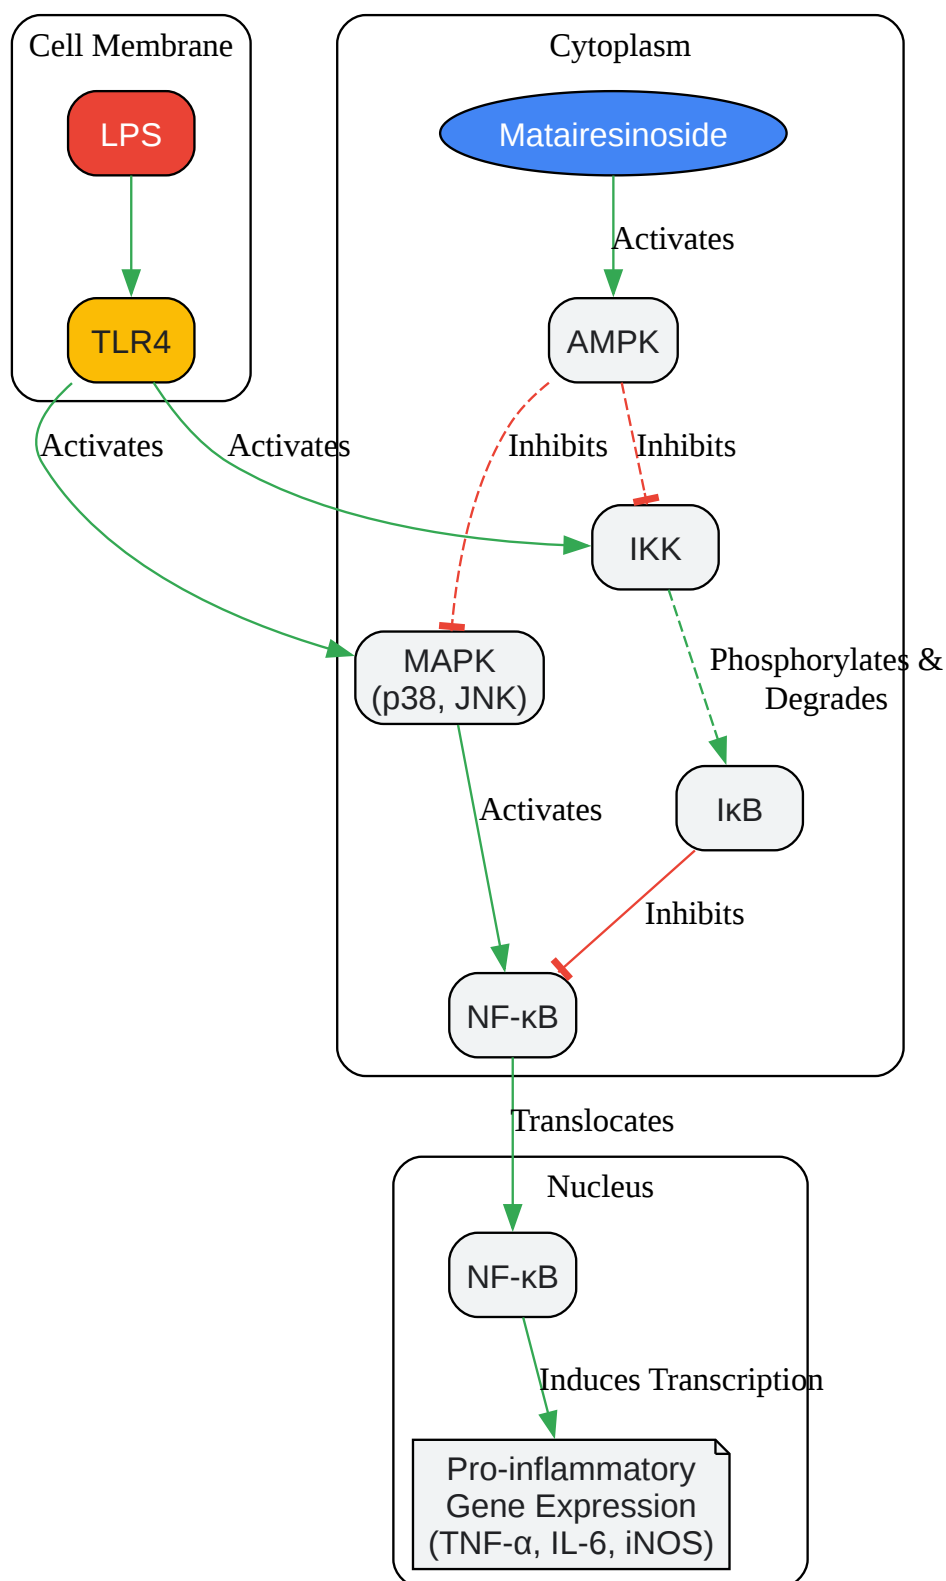 Cell Membrane
Cytoplasm
LPS
Matairesinoside
Activates
TLR4
AMPK
Activates
Activates
Inhibits
Inhibits
IKK
MAPK
(p38, JNK)
Phosphorylates &
Degrades
Activates
IκB
Inhibits
NF-κB
Translocates
Nucleus
NF-κB
Induces Transcription
Pro-inflammatory
Gene Expression
(TNF-α, IL-6, iNOS)